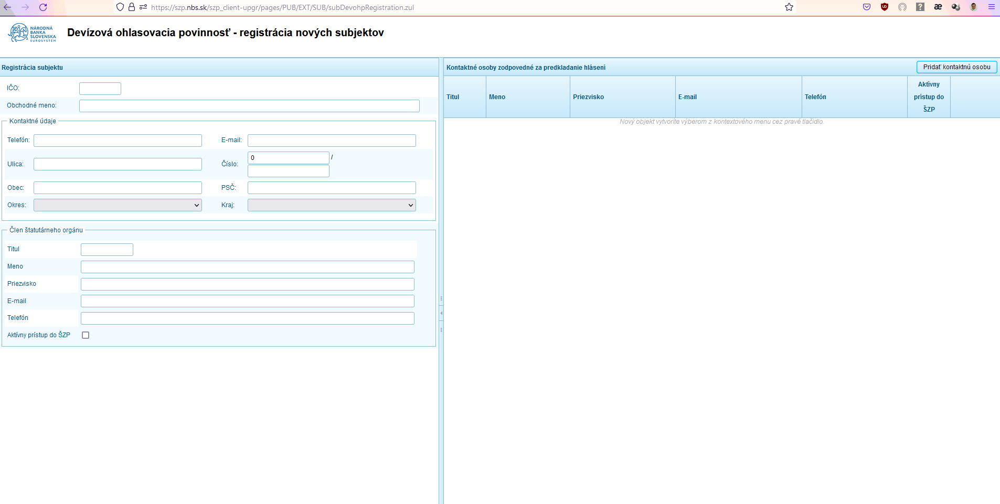 https://szp.nbs.sk/szp_client-upgr/pages/PUB/EXT/SUB/subDevohpRegistration.zul
NÁRODNÁ
BANKA
SLOVENSKA
EUROSYSTÉM
Devízová ohlasovacia povinnosť - registrácia nových subjektov
Registrácia subjektu
IČO:
Obchodné meno:
Kontaktné údaje
Telefón:
E-mail:
Ulica:
Číslo:
0
/
Obec:
PSČ:
Okres:
Kraj:
Člen štatutárneho orgánu
Titul
Meno
Priezvisko
E-mail
Telefón
Aktívny prístup do ŠZP
Kontaktné osoby zodpovedné za predkladanie hlásení
Pridať kontaktnú osobu
Titul
Meno
Priezvisko
E-mail
Telefón
Aktívny
prístup do
ŠZP
Nový objekt vytvoríte výberom z kontextového menu cez pravé tlačidlo.